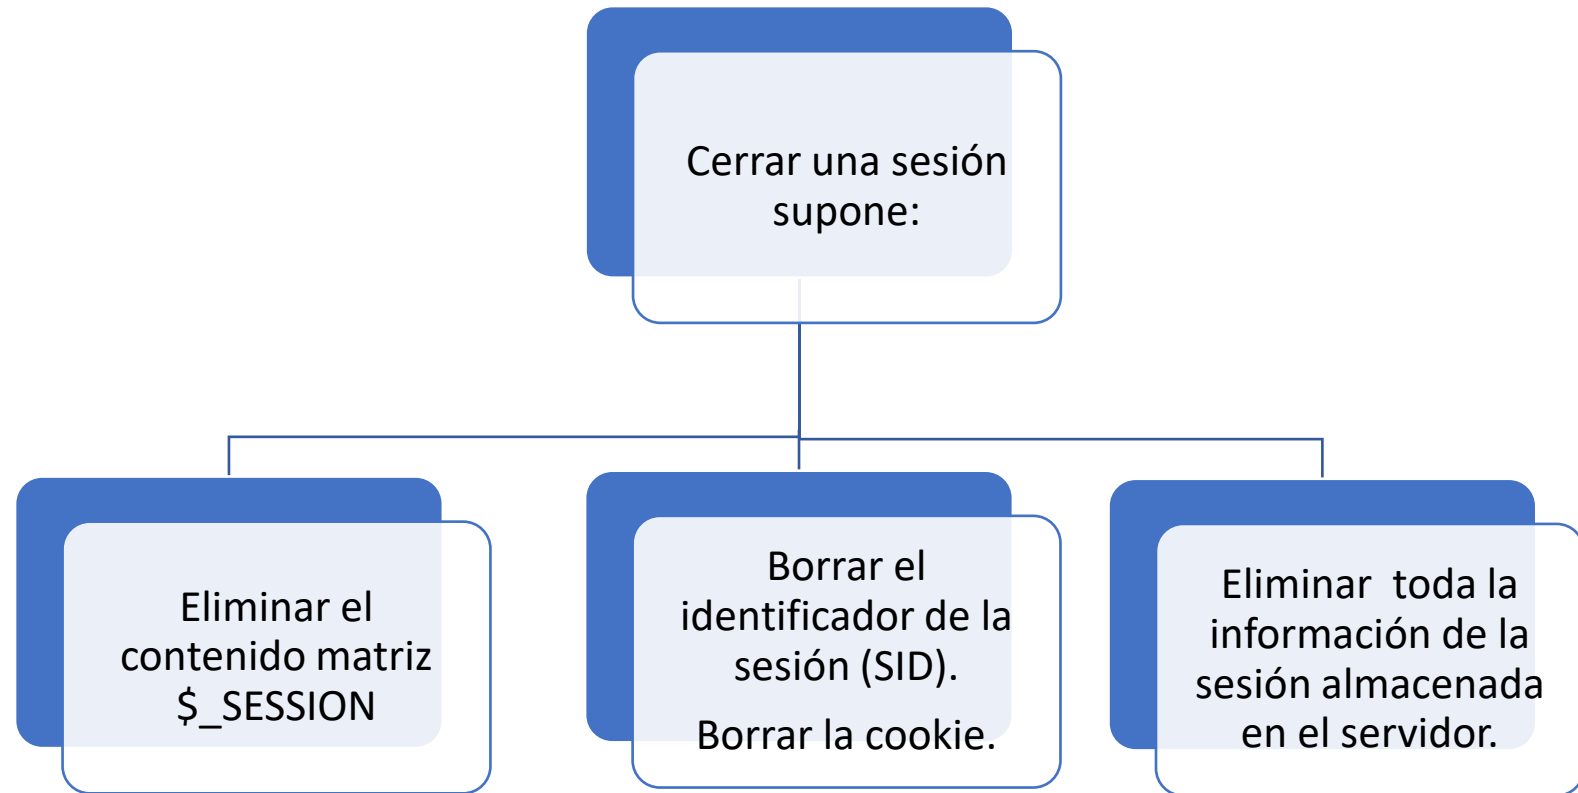 Cerrar una sesión
supone:
Eliminar el
contenido matriz
$_SESSION
Borrar el
identificador de la
sesión (SID).
Borrar la cookie.
Eliminar  toda la
información de la
sesión almacenada
en el servidor.